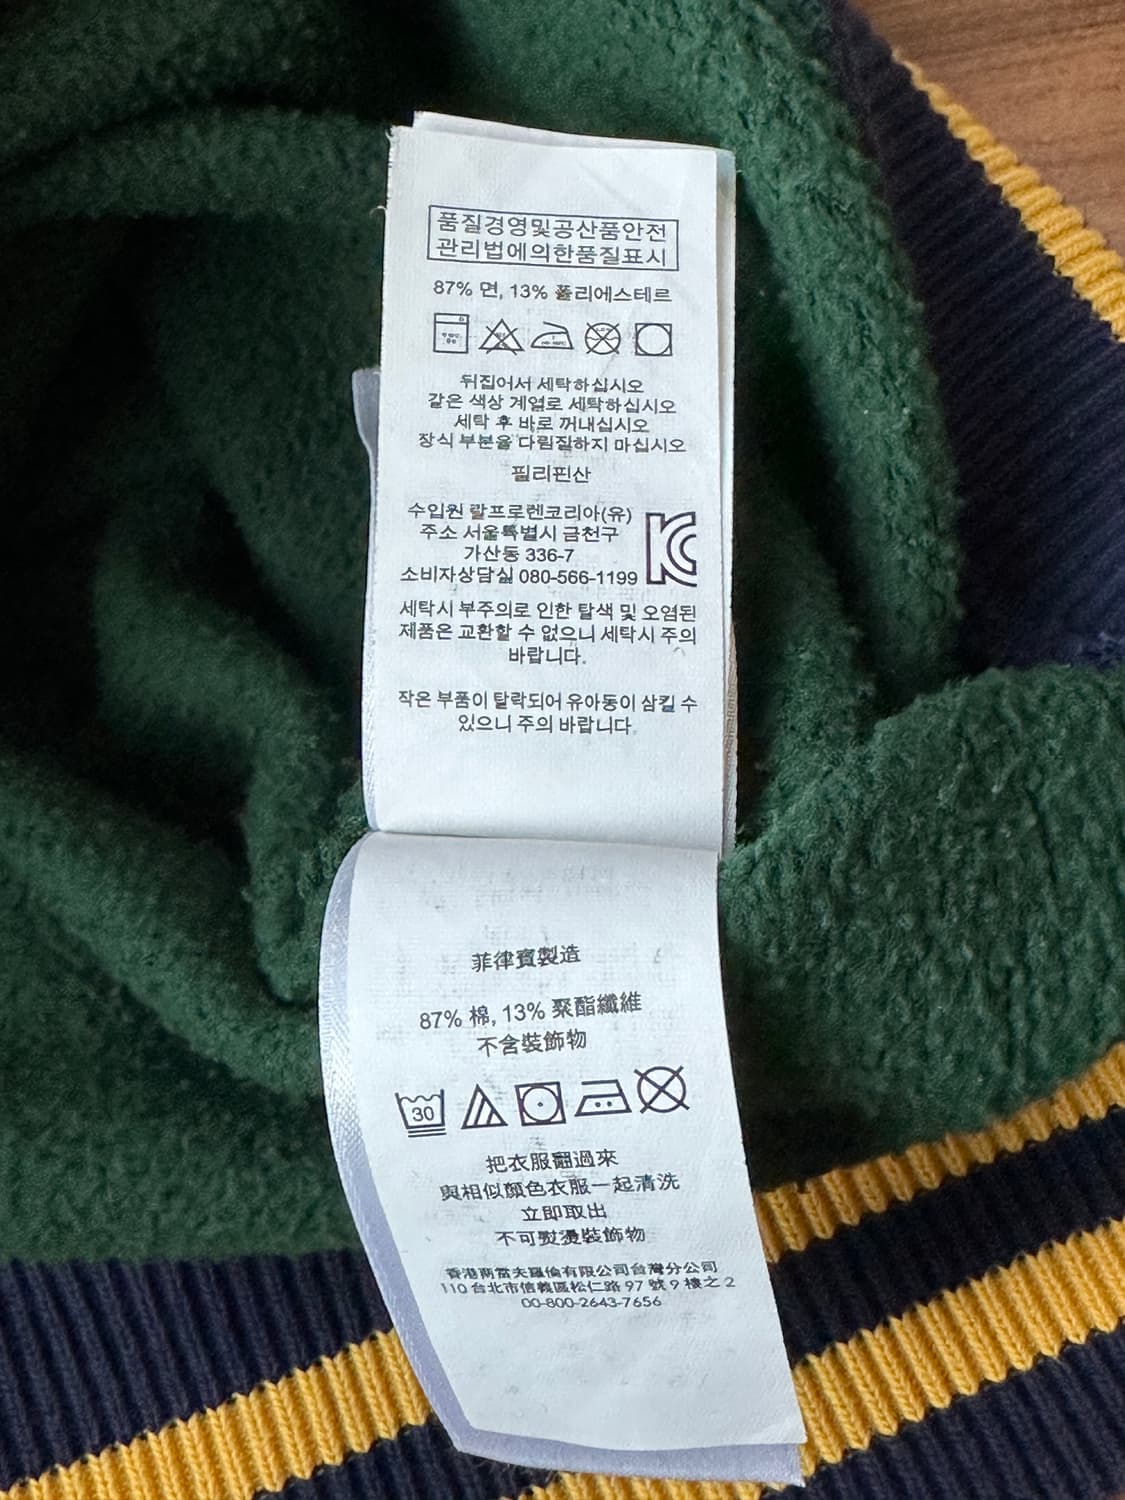 품질경영및공산품안전
관리법에의한품질표시
87% 면, 13% 폴리에스테르
뒤집어서 세탁하십시오
같은 색상 계열로 세탁하십시오
세탁 후 바로 꺼내십시오
장식 부분을 다림질하지 마십시오
필리핀산
수입원 랄프로렌코리아(유)
주소 서울특별시 금천구
가산동 336-7
소비자상담실 080-566-1199
세탁시 부주의로 인한 탈색 및 오염된
제품은 교환할 수 없으니 세탁시 주의
바랍니다.
작은 부품이 탈락되어 유아동이 삼킬 수
있으니 주의 바랍니다.
菲律賓製造
87% 棉, 13% 聚酯纖維
不含裝飾物
30
把衣服翻過來
與相似顏色衣服一起清洗
立即取出
不可熨燙裝飾物
香港商雷夫羅倫有限公司台灣分公司
110 台北市信義區松仁路 97 號 9 樓之 2
00-800-2643-7656